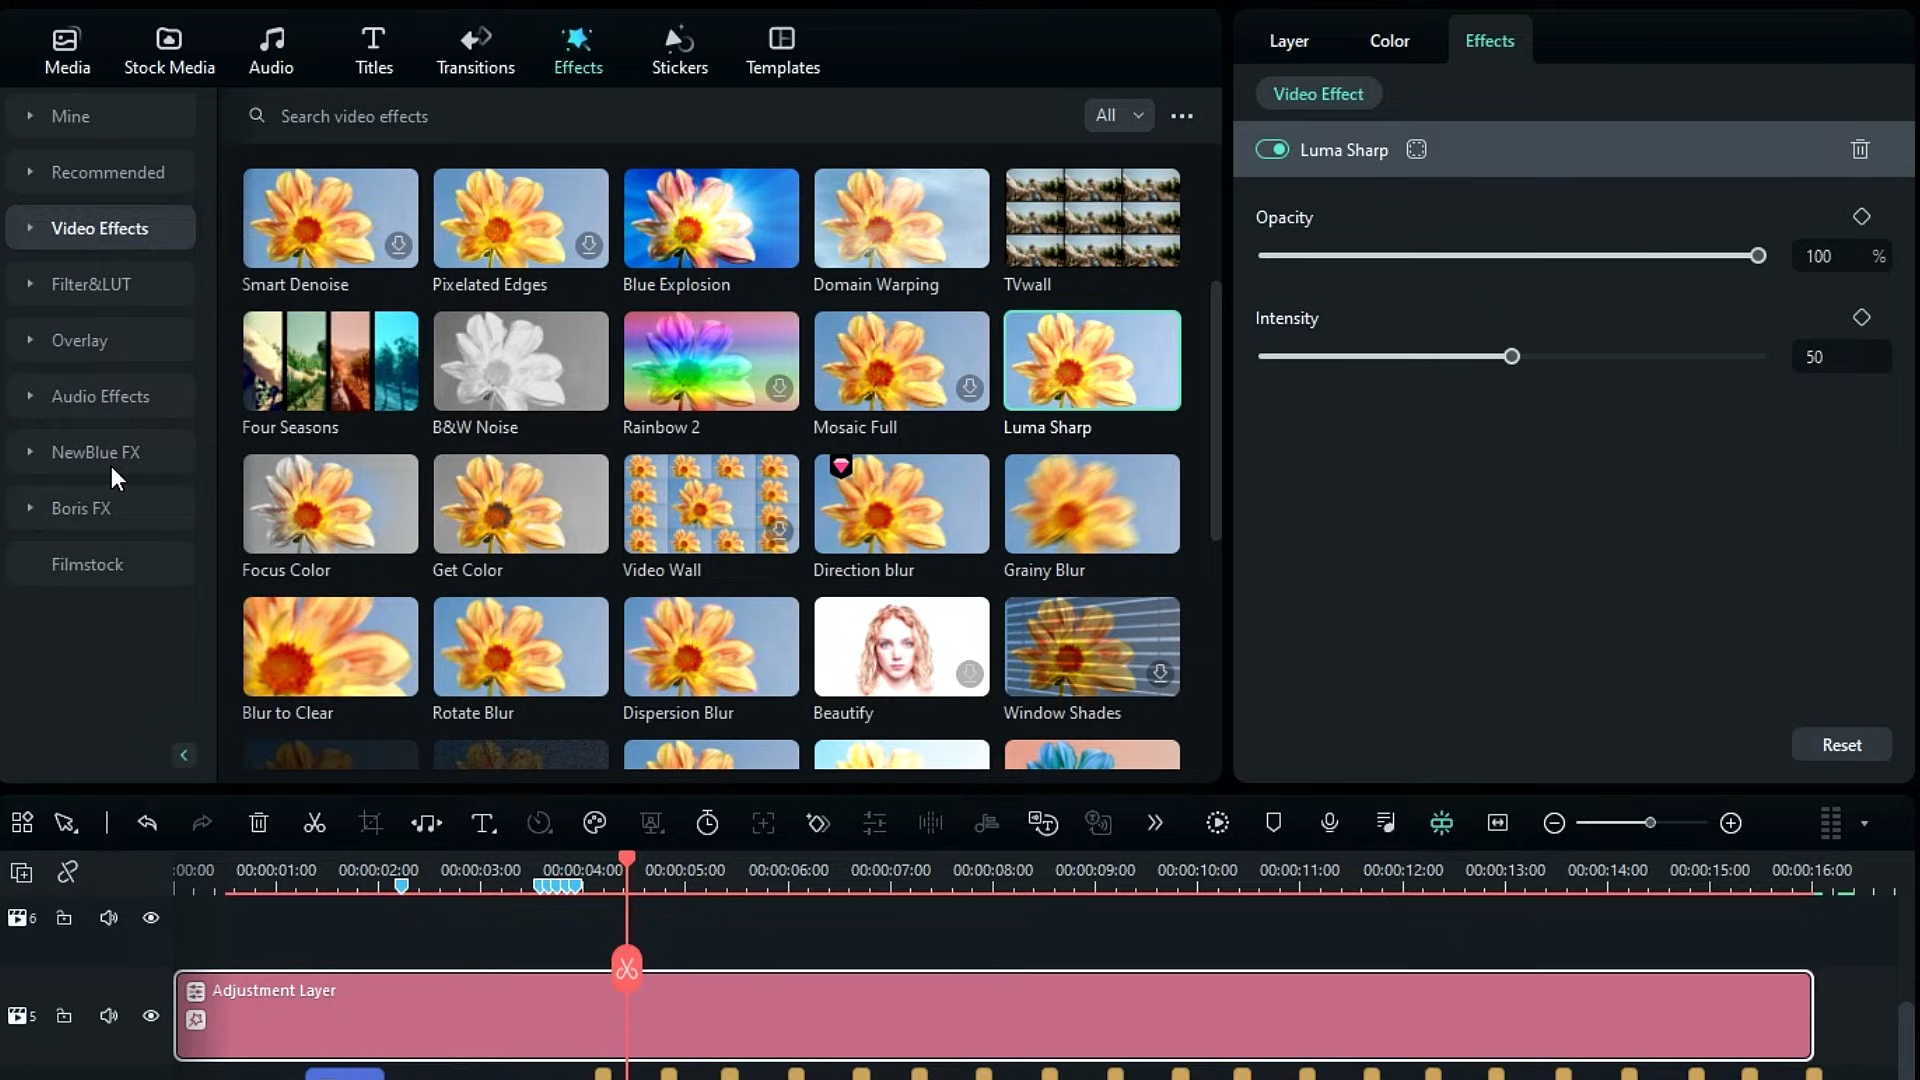 Media
Stock Media
Audio
Titles
Transitions
Effects
Stickers
Templates
Layer
Color
Effects
Video Effect
Mine
Recommended
Video Effects
Filter&LUT
Overlay
Audio Effects
NewBlue FX
Boris FX
Filmstock
Search video effects
All
Smart Denoise
Pixelated Edges
Blue Explosion
Domain Warping
TVwall
Four Seasons
B&W Noise
Rainbow 2
Mosaic Full
Luma Sharp
Focus Color
Get Color
Video Wall
Direction blur
Grainy Blur
Blur to Clear
Rotate Blur
Dispersion Blur
Beautify
Window Shades
Luma Sharp
Opacity
100 %
Intensity
50
Reset
:00:00 00:00:01:00 00:00:02:00 00:00:03:00 00:00:04:00 00:00:05:00 00:00:06:00 00:00:07:00 00:00:08:00 00:00:09:00 00:00:10:00 00:00:11:00 00:00:12:00 00:00:13:00 00:00:14:00 00:00:15:00 00:00:16:00
6
5
Adjustment Layer